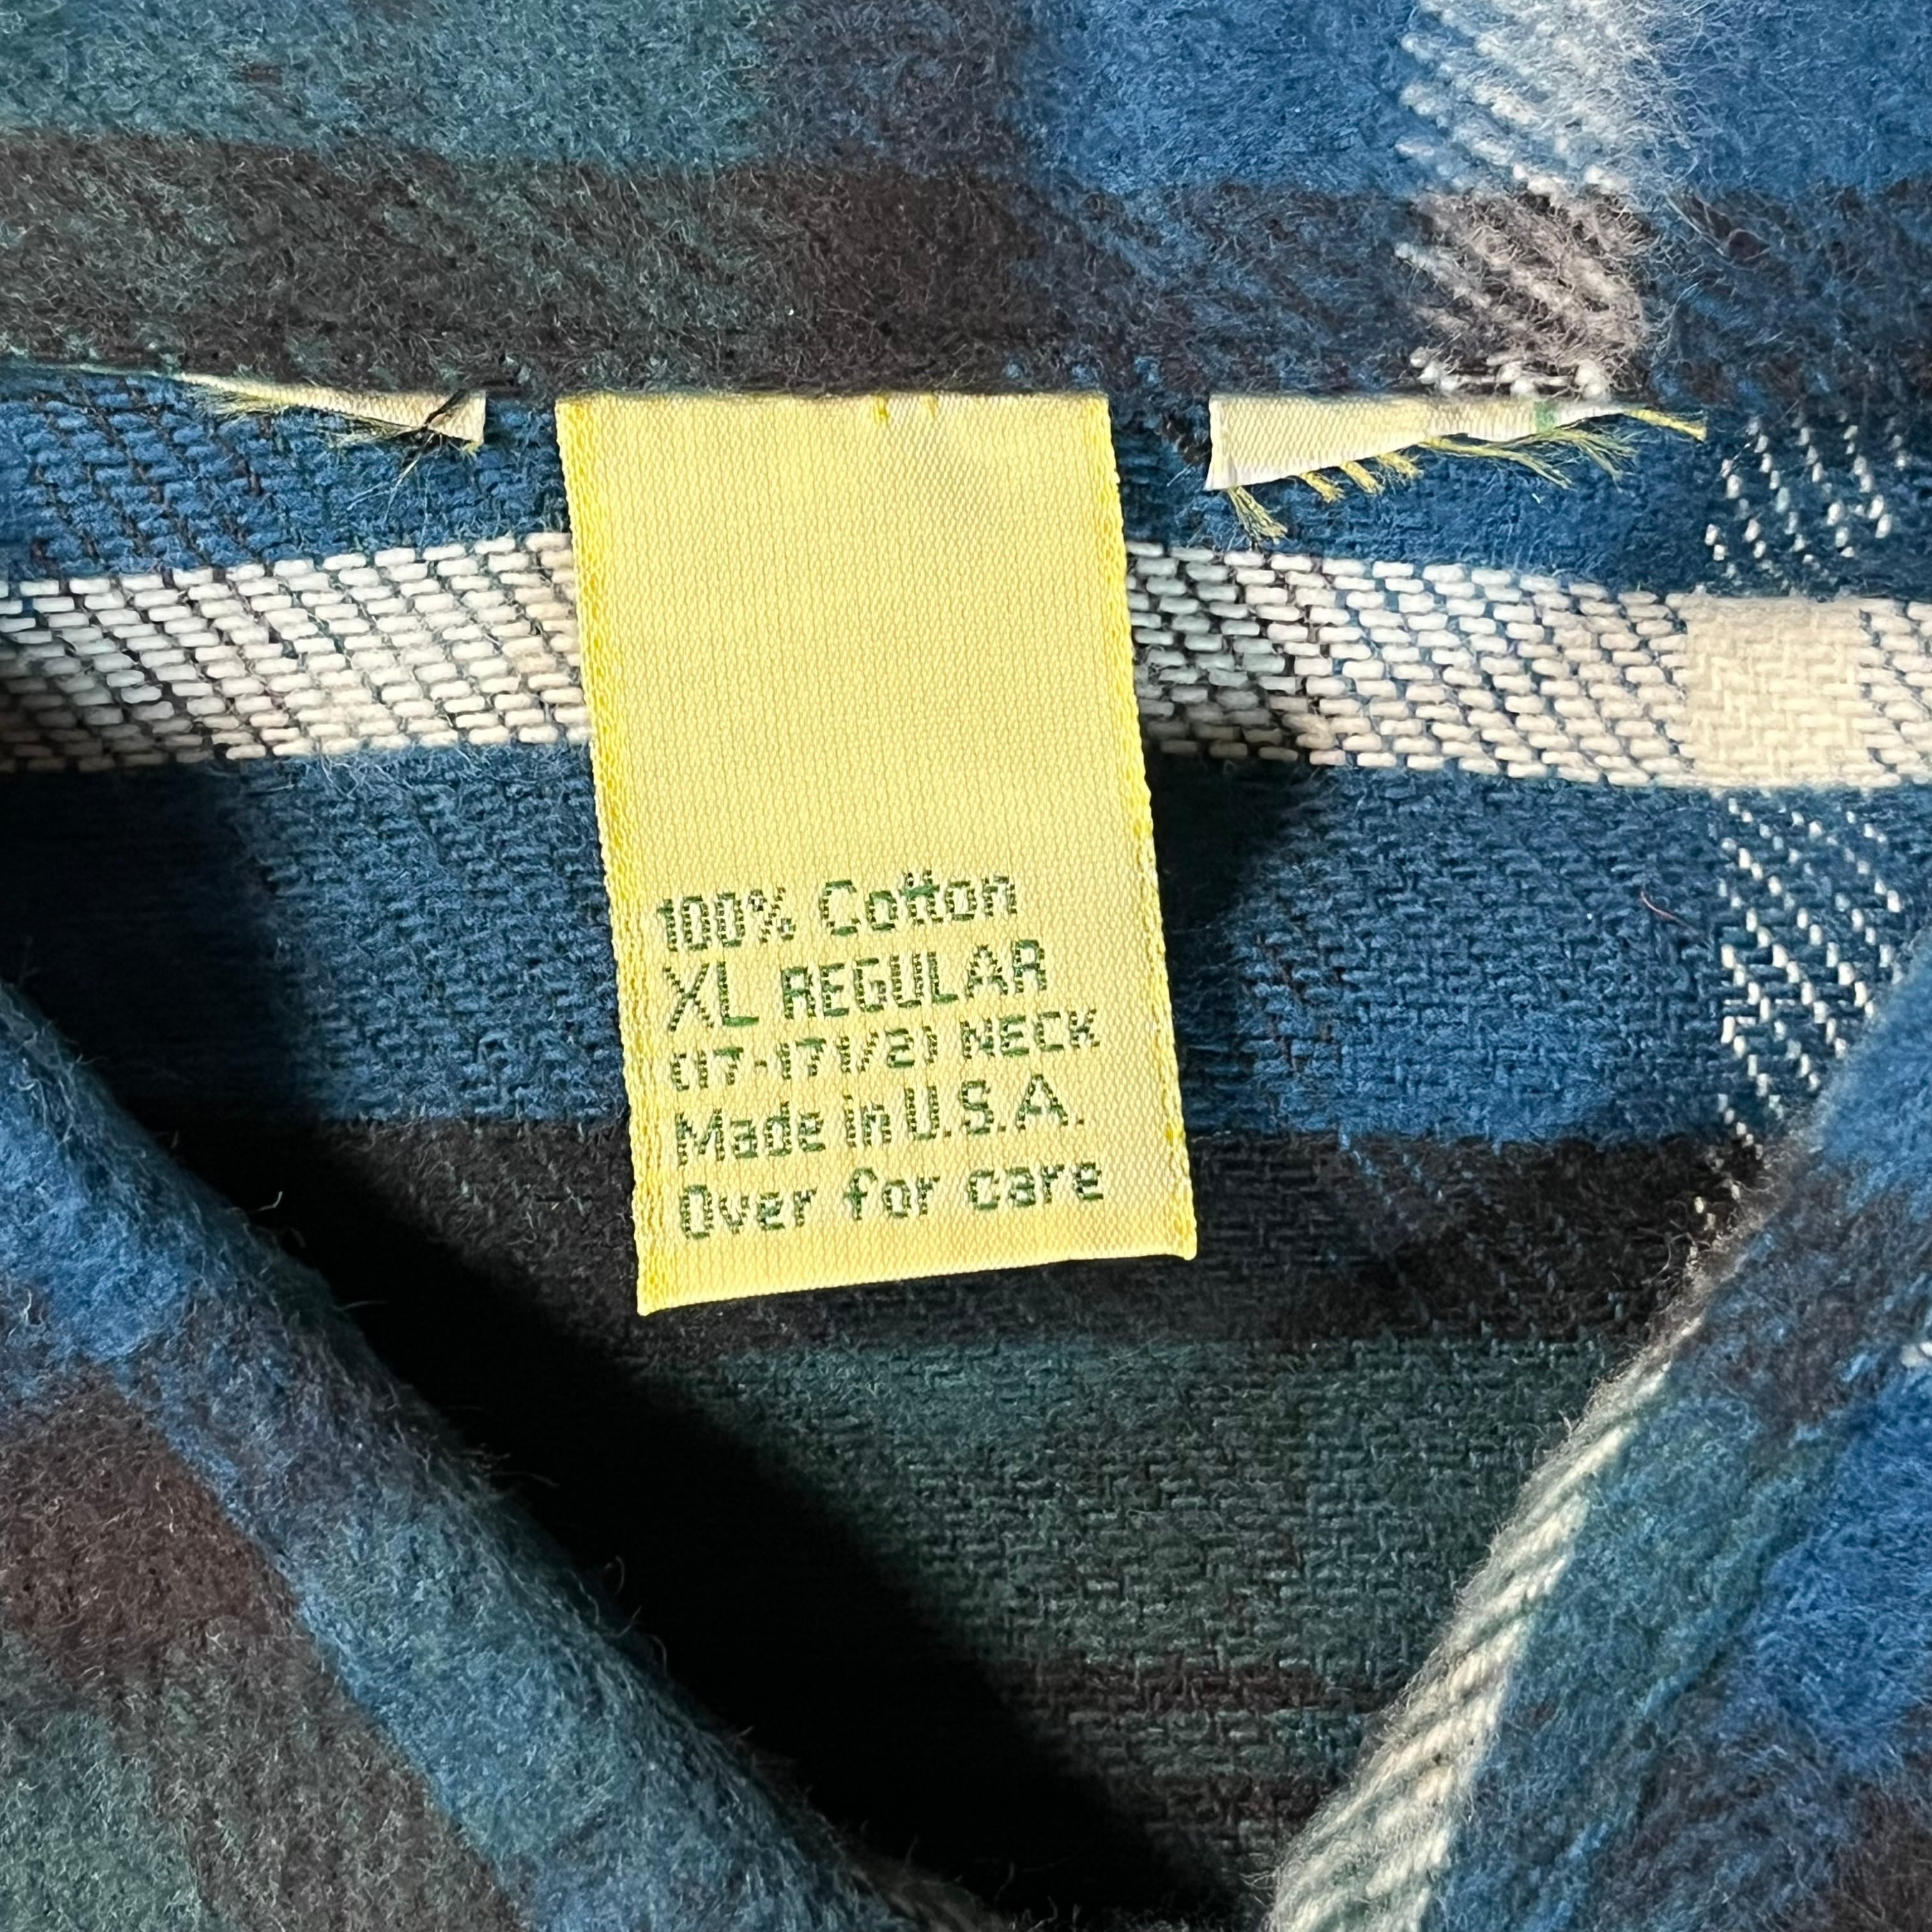 100% Cotton
XL REGULAR
(17-17 1/2) NECK
Made in U.S.A.
Over for care